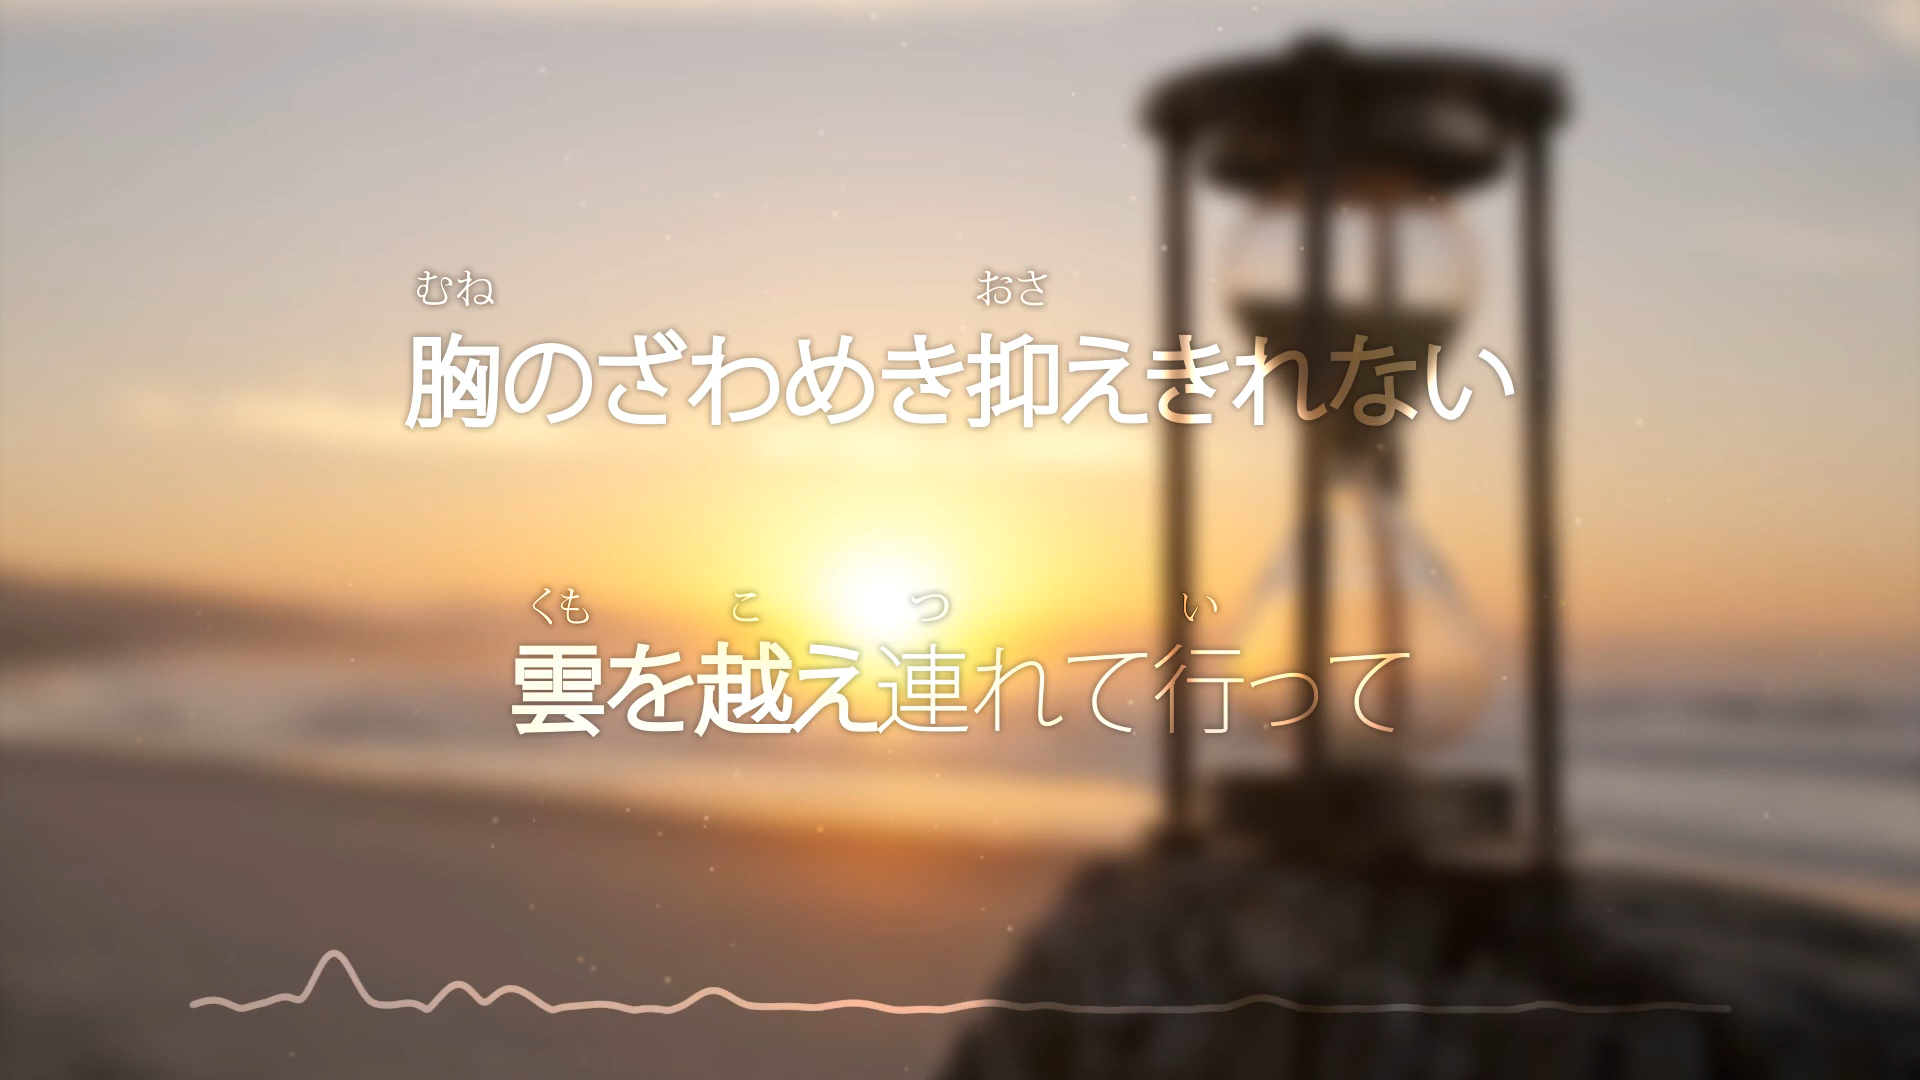 むね おさ
胸のざわめき抑えきれない
くも こ つ い
雲を越え連れて行って